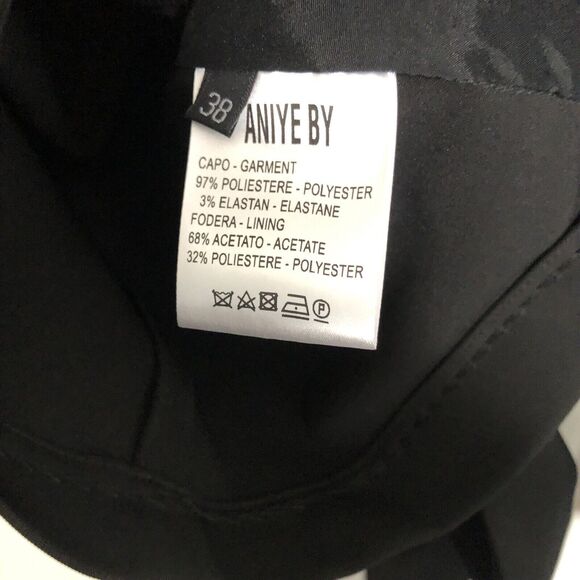 38
ANIYE BY
CAPO - GARMENT
97% POLIESTERE - POLYESTER
3% ELASTAN - ELASTANE
FODERA - LINING
68% ACETATO - ACETATE
32% POLIESTERE - POLYESTER
P